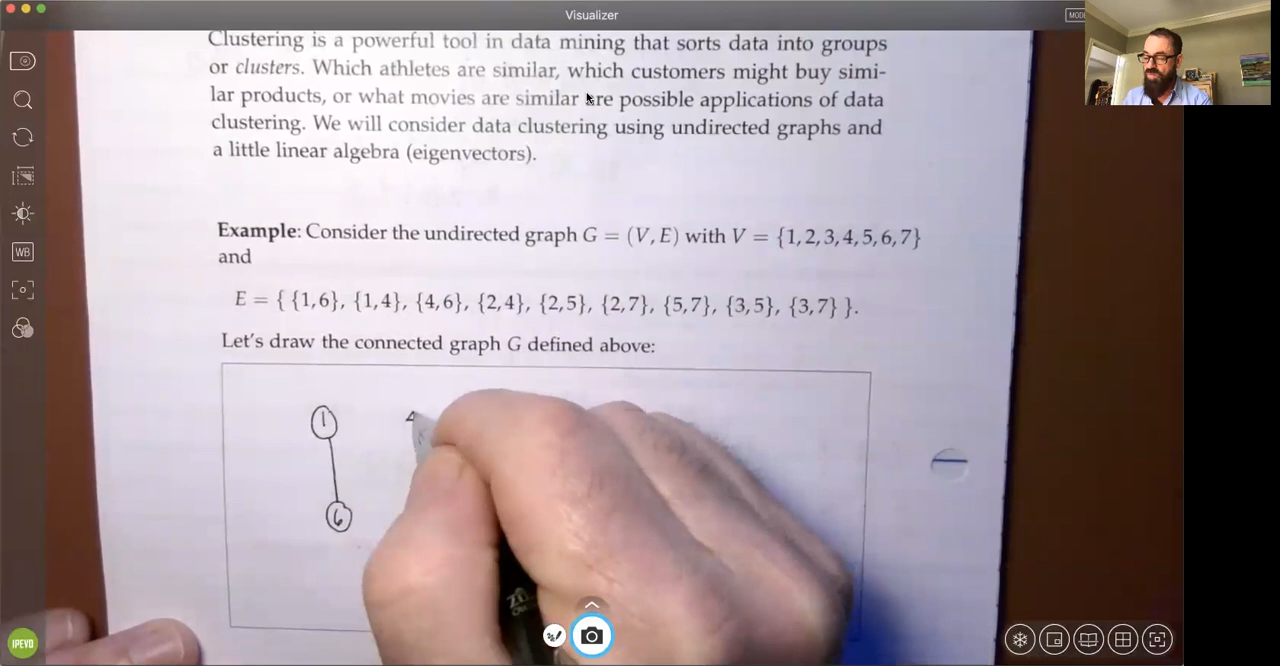 Visualizer
MODE
Clustering is a powerful tool in data mining that sorts data into groups
or clusters. Which athletes are similar, which customers might buy simi-
lar products, or what movies are similar are possible applications of data
clustering. We will consider data clustering using undirected graphs and
a little linear algebra (eigenvectors).
Example: Consider the undirected graph G = (V, E) with V = {1,2,3,4,5,6,7}
and
E = { {1,6}, {1,4}, {4,6}, {2,4}, {2,5}, {2,7}, {5,7}, {3,5}, {3,7} }.
Let's draw the connected graph G defined above:
1
4
6
WB
IPEVO